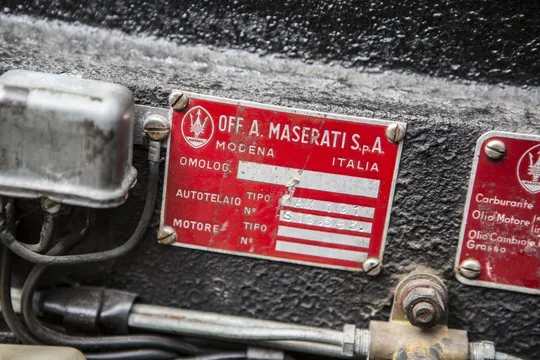 OFF. A. MASERATI S.p.A.
MODENA ITALIA
OMOLOG.
AUTOTELAIO TIPO
N°
MOTORE TIPO
N°
Carburante
Olio Motore
Olio Cambio
Grasso